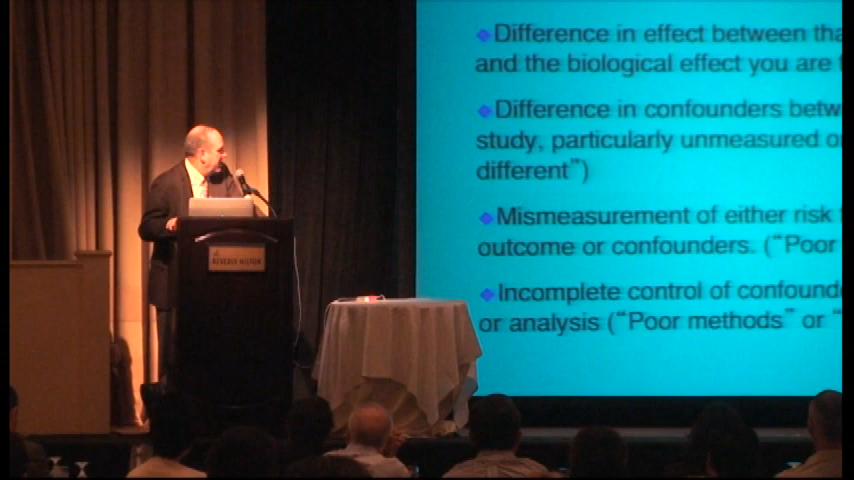 Difference in effect between tha
and the biological effect you are
Difference in confounders betw
study, particularly unmeasured o
different”)
Mismeasurement of either risk
outcome or confounders. (“Poor
Incomplete control of confound
or analysis (“Poor methods” or “
BEVERLY HILTON